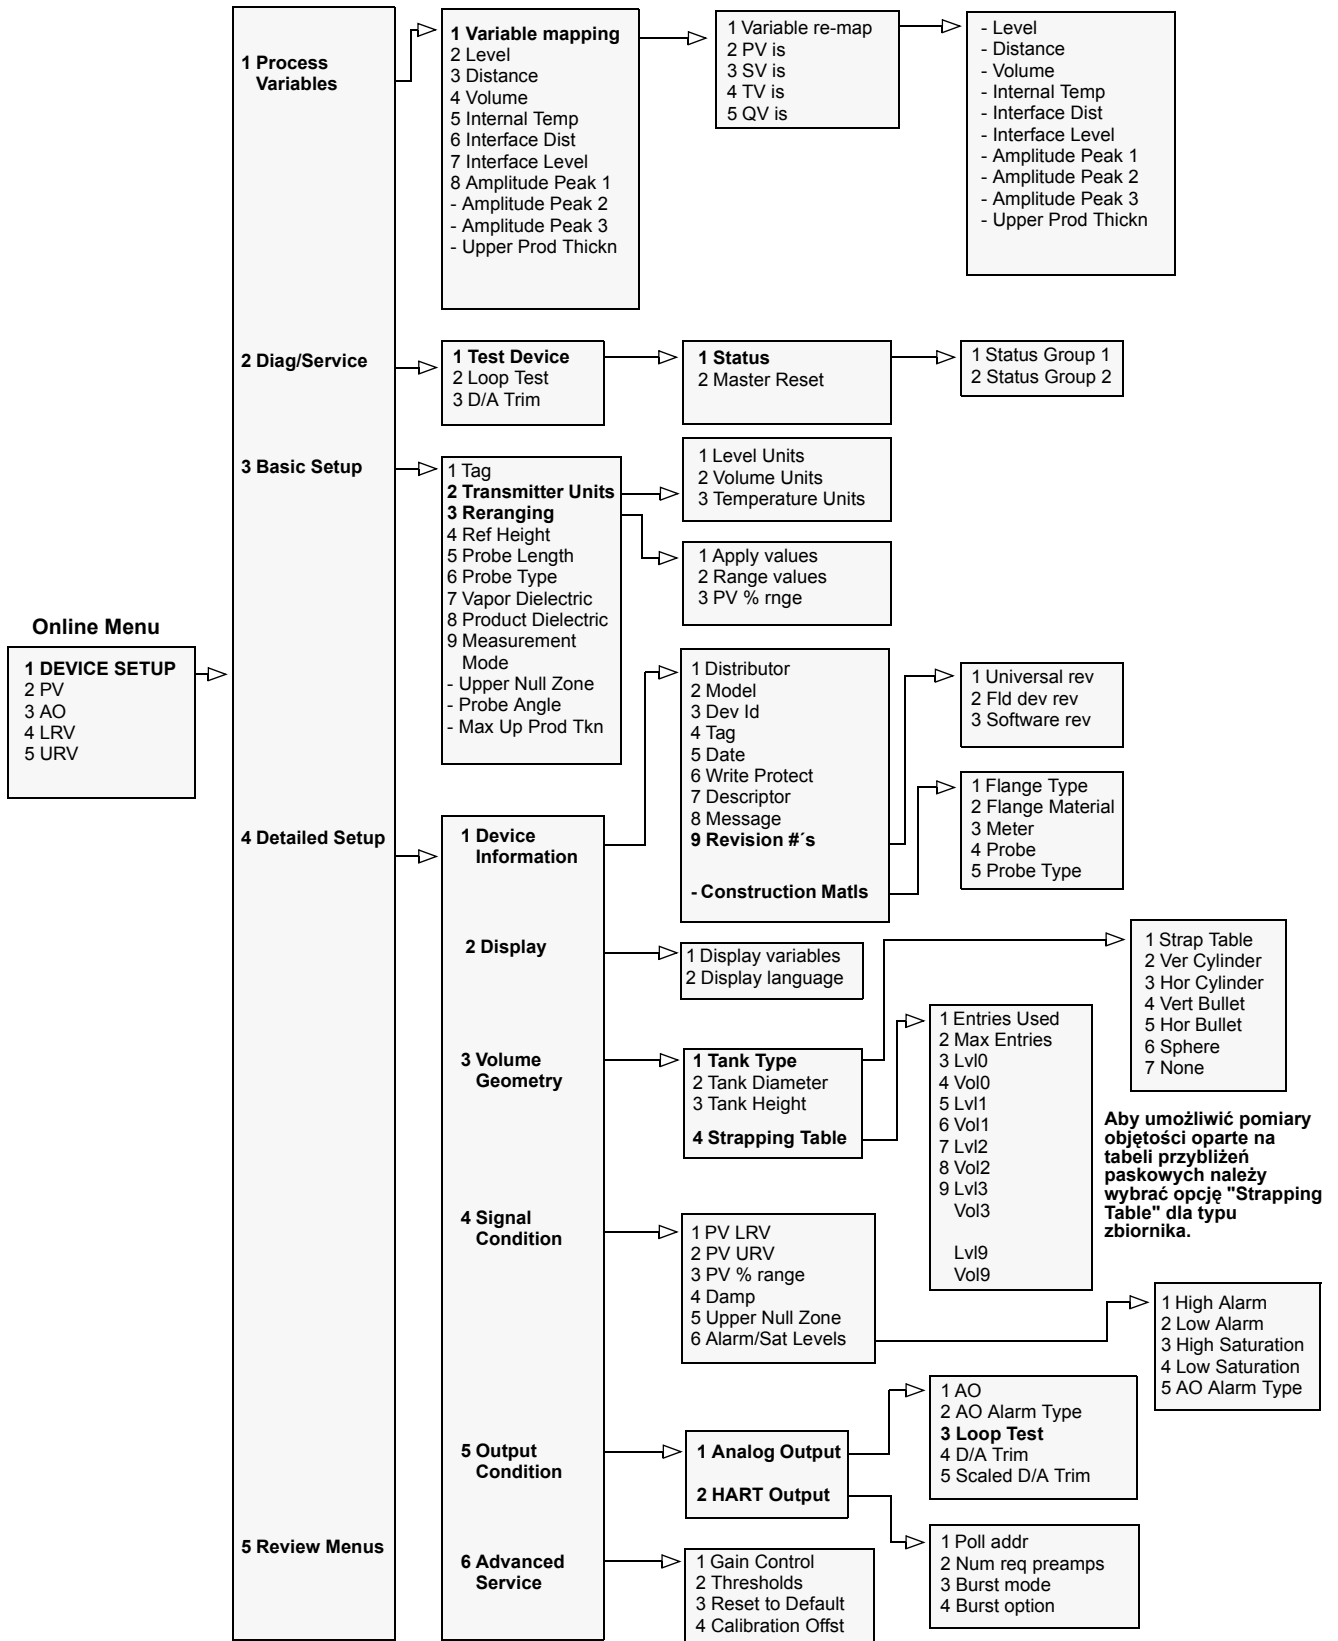 Online Menu
1 DEVICE SETUP
2 PV
3 AO
4 LRV
5 URV
1 Process
Variables
2 Diag/Service
3 Basic Setup
4 Detailed Setup
5 Review Menus
1 Variable mapping
2 Level
3 Distance
4 Volume
5 Internal Temp
6 Interface Dist
7 Interface Level
8 Amplitude Peak 1
- Amplitude Peak 2
- Amplitude Peak 3
- Upper Prod Thickn
1 Variable re-map
2 PV is
3 SV is
4 TV is
5 QV is
- Level
- Distance
- Volume
- Internal Temp
- Interface Dist
- Interface Level
- Amplitude Peak 1
- Amplitude Peak 2
- Amplitude Peak 3
- Upper Prod Thickn
1 Test Device
2 Loop Test
3 D/A Trim
1 Status
2 Master Reset
1 Status Group 1
2 Status Group 2
1 Tag
2 Transmitter Units
3 Reranging
4 Ref Height
5 Probe Length
6 Probe Type
7 Vapor Dielectric
8 Product Dielectric
9 Measurement
Mode
- Upper Null Zone
- Probe Angle
- Max Up Prod Tkn
1 Level Units
2 Volume Units
3 Temperature Units
1 Apply values
2 Range values
3 PV % rnge
1 Device
Information
2 Display
3 Volume
Geometry
4 Signal
Condition
5 Output
Condition
6 Advanced
Service
1 Distributor
2 Model
3 Dev Id
4 Tag
5 Date
6 Write Protect
7 Descriptor
8 Message
9 Revision #´s
- Construction Matls
1 Universal rev
2 Fld dev rev
3 Software rev
1 Flange Type
2 Flange Material
3 Meter
4 Probe
5 Probe Type
1 Display variables
2 Display language
1 Tank Type
2 Tank Diameter
3 Tank Height
4 Strapping Table
1 Strap Table
2 Ver Cylinder
3 Hor Cylinder
4 Vert Bullet
5 Hor Bullet
6 Sphere
7 None
1 Entries Used
2 Max Entries
3 Lvl0
4 Vol0
5 Lvl1
6 Vol1
7 Lvl2
8 Vol2
9 Lvl3
Vol3
Lvl9
Vol9
Aby umożliwić pomiary
objętości oparte na
tabeli przybliżeń
paskowych należy
wybrać opcję "Strapping
Table" dla typu
zbiornika.
1 PV LRV
2 PV URV
3 PV % range
4 Damp
5 Upper Null Zone
6 Alarm/Sat Levels
1 High Alarm
2 Low Alarm
3 High Saturation
4 Low Saturation
5 AO Alarm Type
1 Analog Output
2 HART Output
1 AO
2 AO Alarm Type
3 Loop Test
4 D/A Trim
5 Scaled D/A Trim
1 Poll addr
2 Num req preamps
3 Burst mode
4 Burst option
1 Gain Control
2 Thresholds
3 Reset to Default
4 Calibration Offst